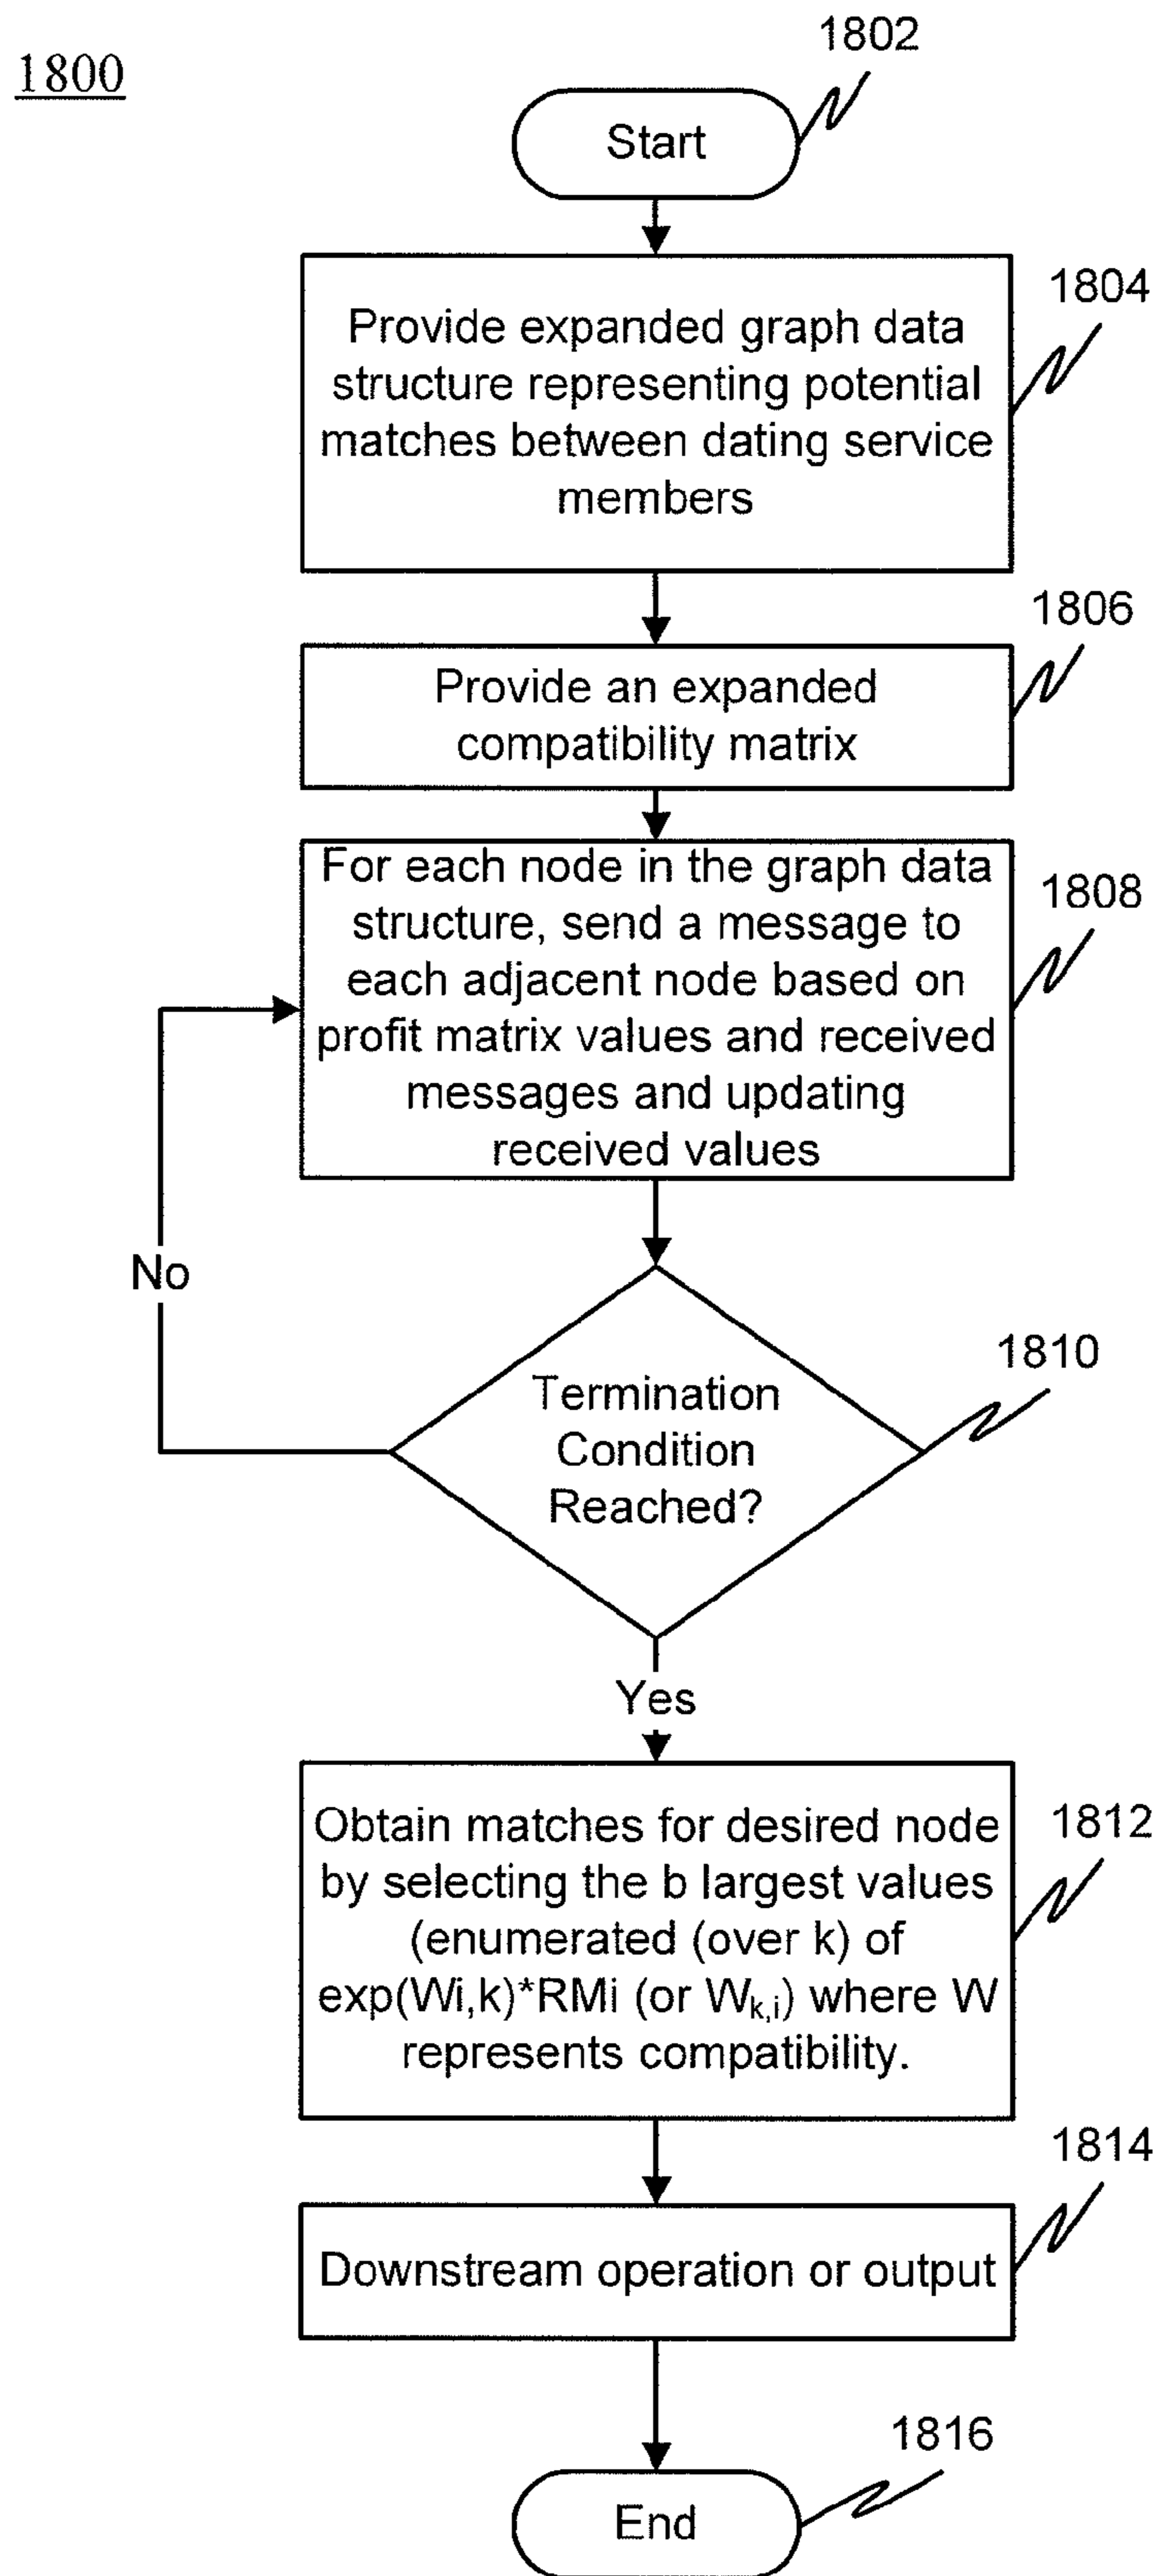 1800
1802
Start
1804
Provide expanded graph data
structure representing potential
matches between dating service
members
1806
Provide an expanded
compatibility matrix
1808
For each node in the graph data
structure, send a message to
each adjacent node based on
profit matrix values and received
messages and updating
received values
No
1810
Termination
Condition
Reached?
Yes
1812
Obtain matches for desired node
by selecting the b largest values
(enumerated (over k) of
exp(Wi,k)*RMi (or Wk,i) where W
represents compatibility.
1814
Downstream operation or output
1816
End